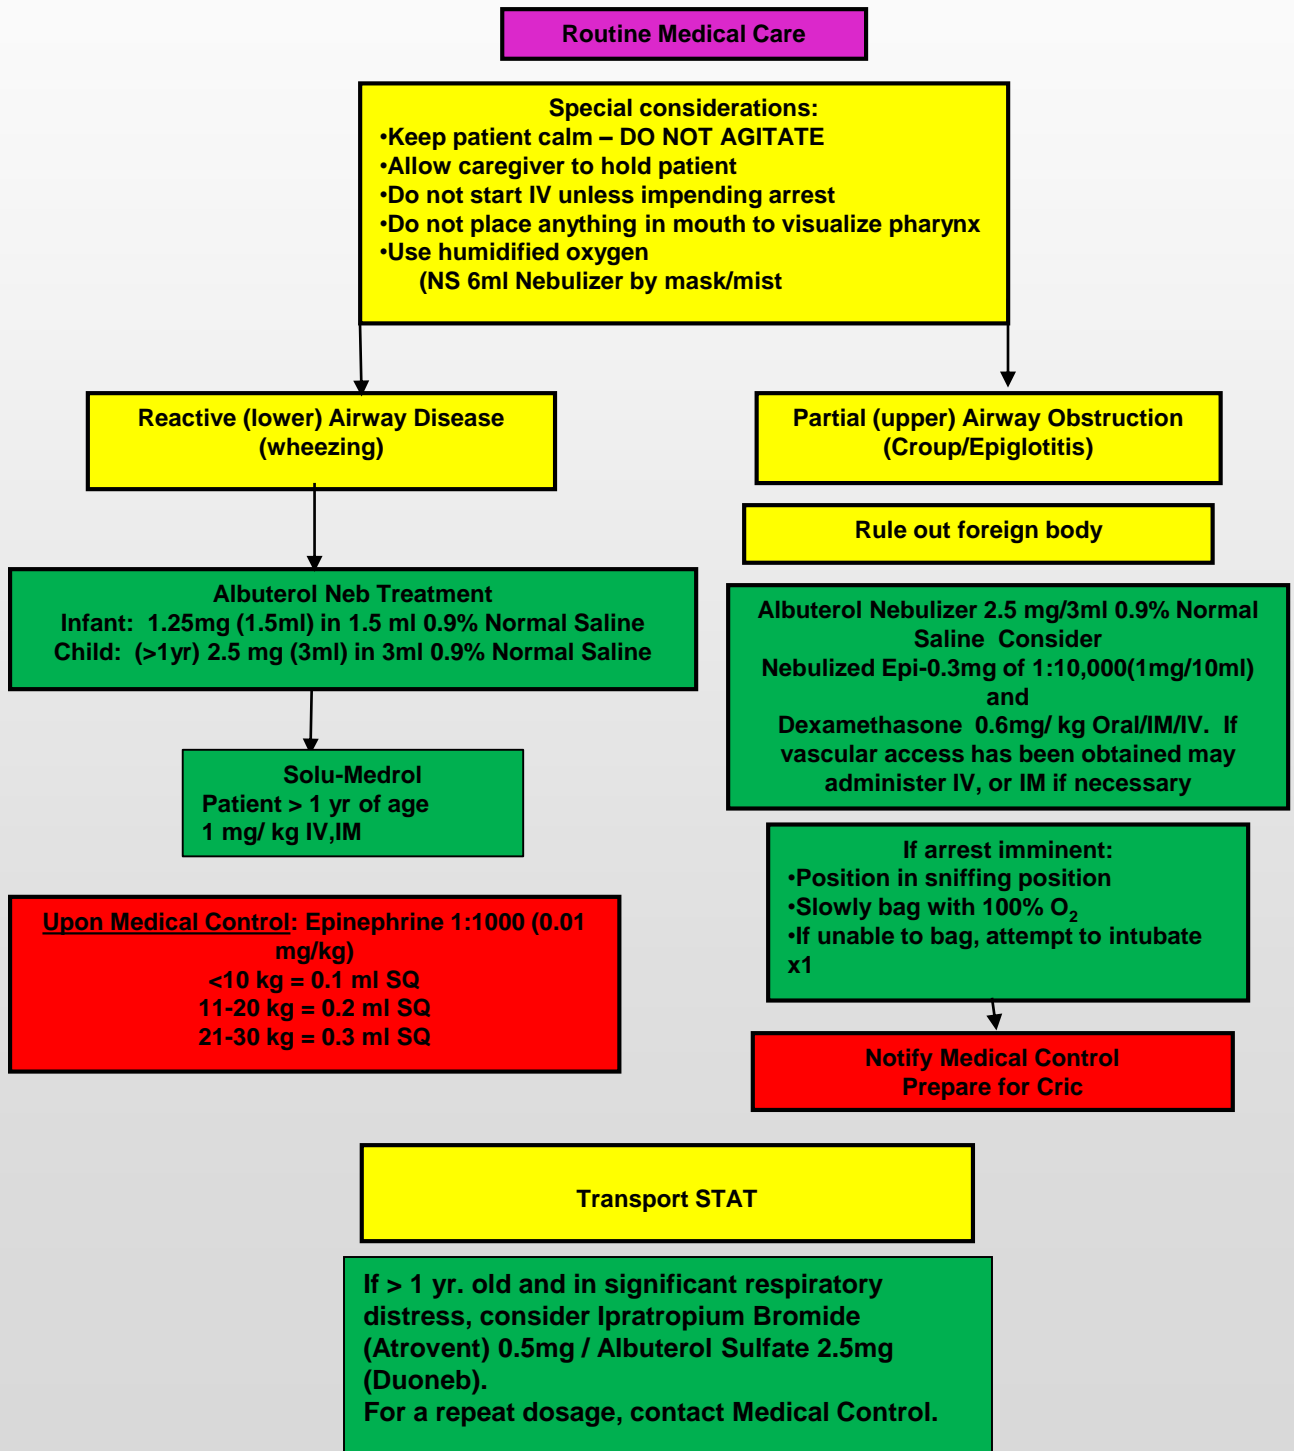 Routine Medical Care
Special considerations:
•Keep patient calm – DO NOT AGITATE
•Allow caregiver to hold patient
•Do not start IV unless impending arrest
•Do not place anything in mouth to visualize pharynx
•Use humidified oxygen
(NS 6ml Nebulizer by mask/mist
Reactive (lower) Airway Disease
(wheezing)
Albuterol Neb Treatment
Infant: 1.25mg (1.5ml) in 1.5 ml 0.9% Normal Saline
Child: (>1yr) 2.5 mg (3ml) in 3ml 0.9% Normal Saline
Solu-Medrol
Patient > 1 yr of age
1 mg/ kg IV,IM
Upon Medical Control: Epinephrine 1:1000 (0.01
mg/kg)
<10 kg = 0.1 ml SQ
11-20 kg = 0.2 ml SQ
21-30 kg = 0.3 ml SQ
Partial (upper) Airway Obstruction
(Croup/Epiglotitis)
Rule out foreign body
Albuterol Nebulizer 2.5 mg/3ml 0.9% Normal
Saline Consider
Nebulized Epi-0.3mg of 1:10,000(1mg/10ml)
and
Dexamethasone 0.6mg/ kg Oral/IM/IV. If
vascular access has been obtained may
administer IV, or IM if necessary
If arrest imminent:
•Position in sniffing position
•Slowly bag with 100% O2
•If unable to bag, attempt to intubate
x1
Notify Medical Control
Prepare for Cric
Transport STAT
If > 1 yr. old and in significant respiratory
distress, consider Ipratropium Bromide
(Atrovent) 0.5mg / Albuterol Sulfate 2.5mg
(Duoneb).
For a repeat dosage, contact Medical Control.